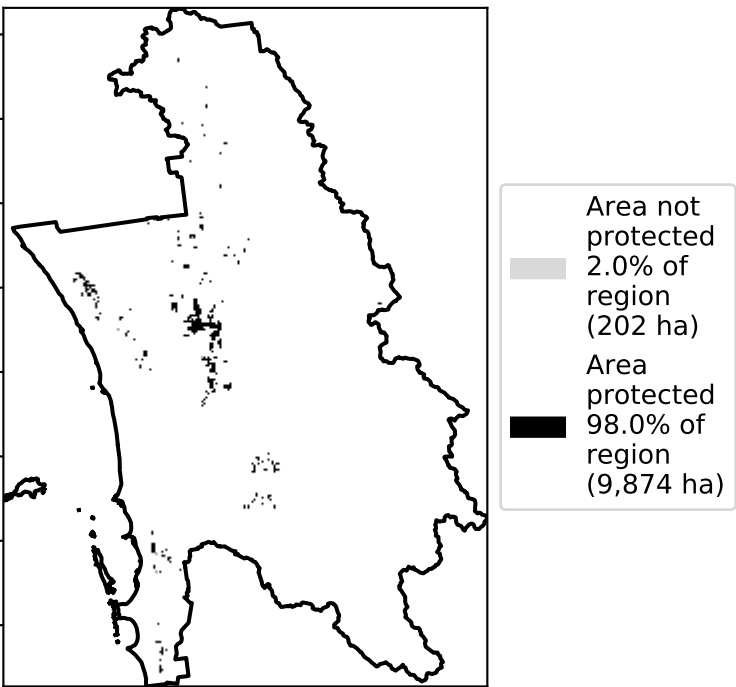 Area not
protected
2.0% of
region
(202 ha)
Area
protected
98.0% of
region
(9,874 ha)